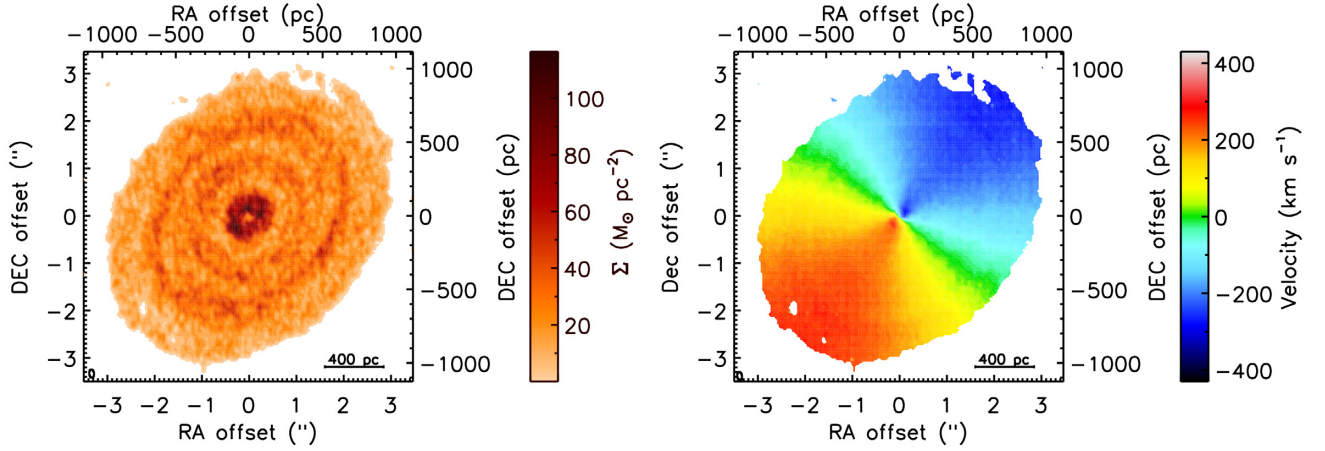 RA offset (pc)
−1000 −500 0 500 1000
3
2
1
0
−1
−2
−3
DEC offset (")
1000
500
0
−500
−1000
DEC offset (pc)
400 pc
0
−3 −2 −1 0 1 2 3
RA offset (")
100
80
60
40
20
Σ (M⊙ pc−2)
RA offset (pc)
−1000 −500 0 500 1000
3
2
1
0
−1
−2
−3
Dec offset (")
1000
500
0
−500
−1000
DEC offset (pc)
400 pc
0
−3 −2 −1 0 1 2 3
RA offset (")
400
200
0
−200
−400
Velocity (km s−1)